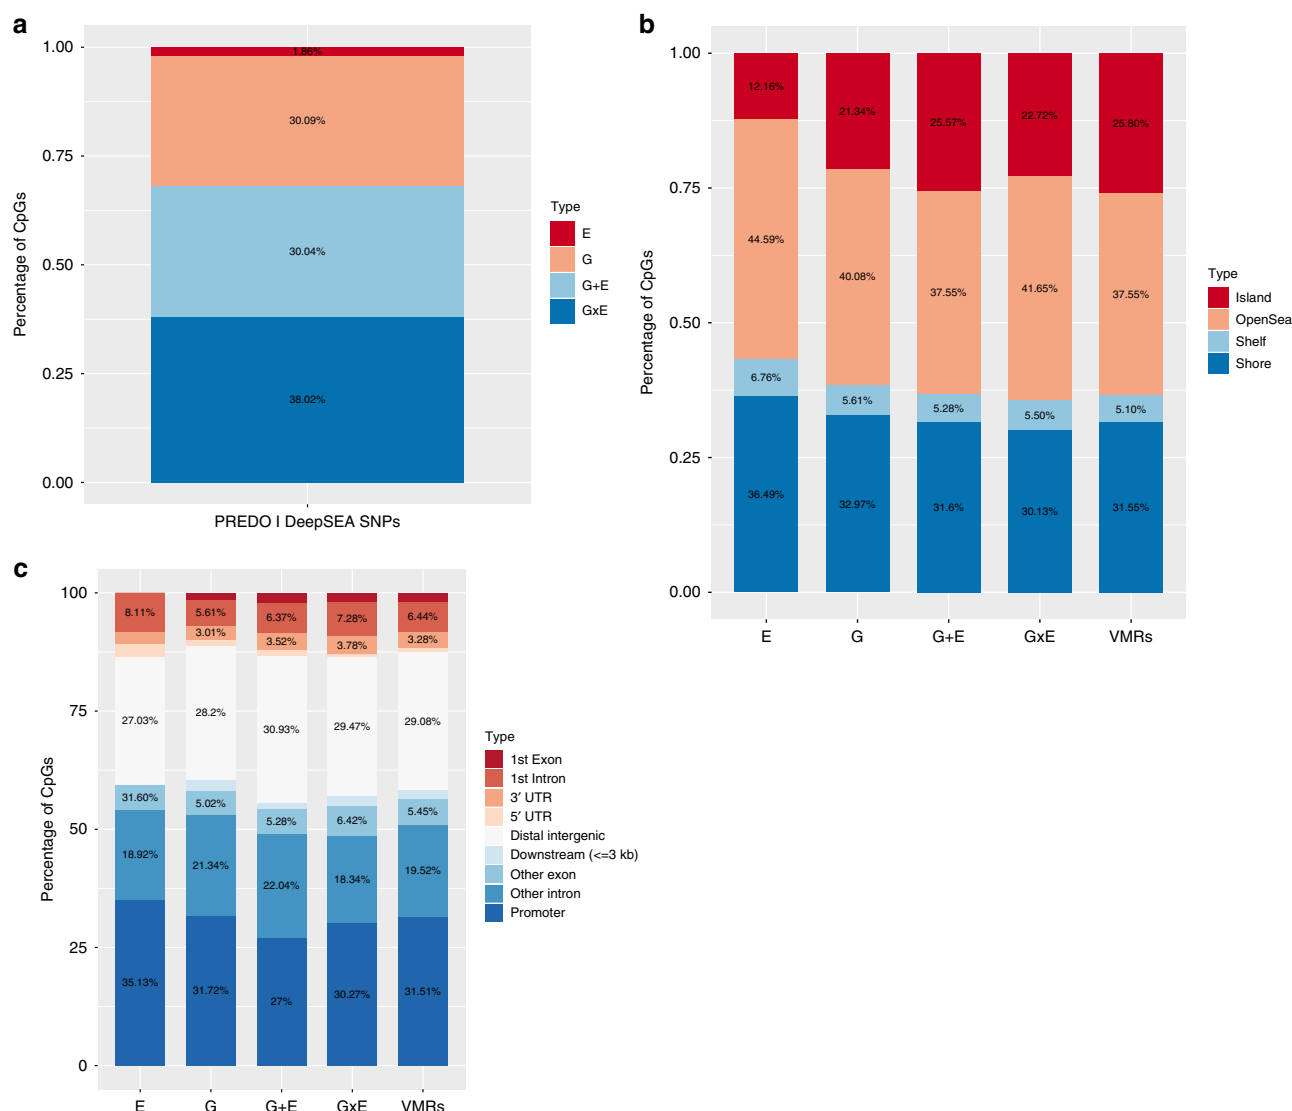 a
1.00
0.75
0.50
0.25
0.00
Percentage of CpGs
1.86%
30.09%
30.04%
38.02%
PREDO I DeepSEA SNPs
Type
E
G
G+E
GxE
b
1.00
0.75
0.50
0.25
0.00
Percentage of CpGs
12.16% 21.34% 25.57% 22.72% 25.80%
44.59% 40.08% 37.55% 41.65% 37.55%
6.76% 5.61% 5.28% 5.50% 5.10%
36.49% 32.97% 31.6% 30.13% 31.55%
E G G+E GxE VMRs
Type
Island
OpenSea
Shelf
Shore
c
100
75
50
25
0
Percentage of CpGs
8.11% 5.61% 6.37% 7.28% 6.44%
3.01% 3.52% 3.78% 3.28%
27.03% 28.2% 30.93% 29.47% 29.08%
31.60% 5.02% 5.28% 6.42% 5.45%
18.92% 21.34% 22.04% 18.34% 19.52%
35.13% 31.72% 27% 30.27% 31.51%
E G G+E GxE VMRs
Type
1st Exon
1st Intron
3′ UTR
5′ UTR
Distal intergenic
Downstream (<=3 kb)
Other exon
Other intron
Promoter